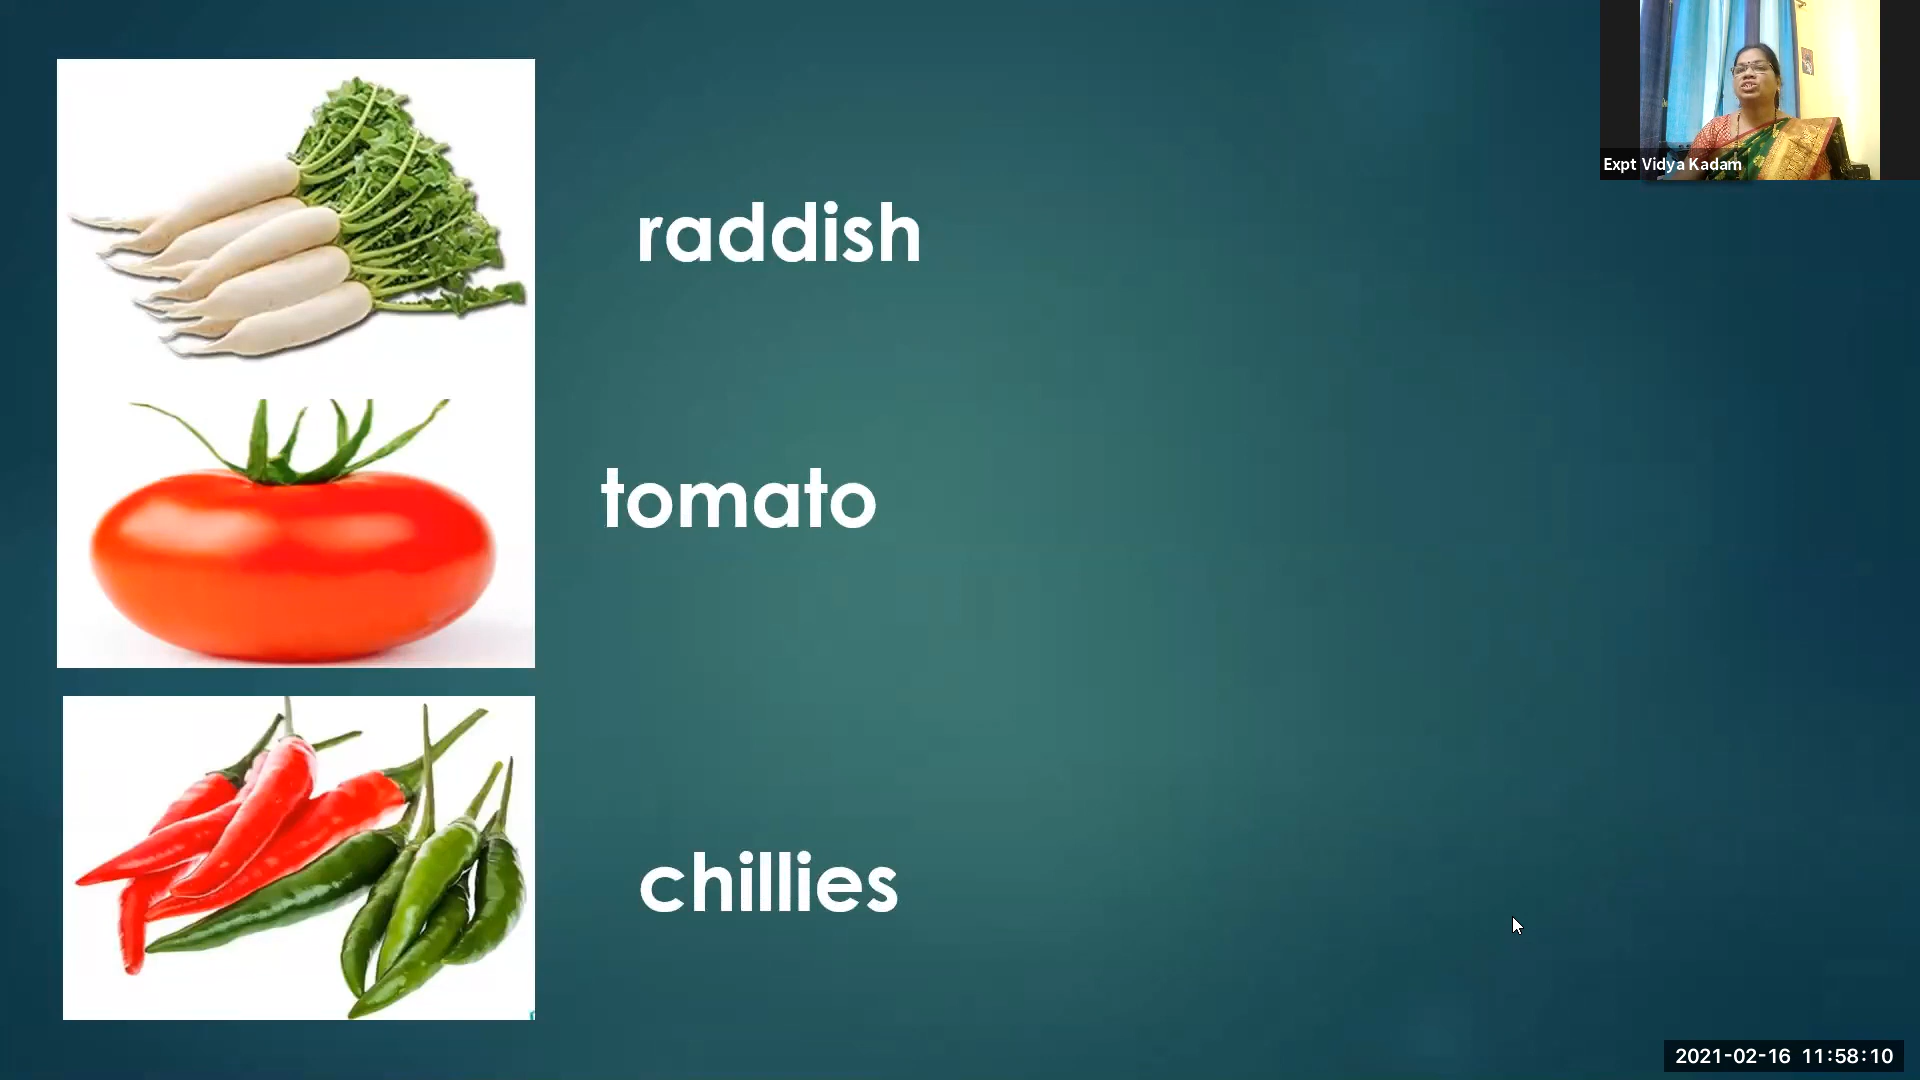 Expt Vidya Kadam
raddish
tomato
chillies
2021-02-16 11:58:10